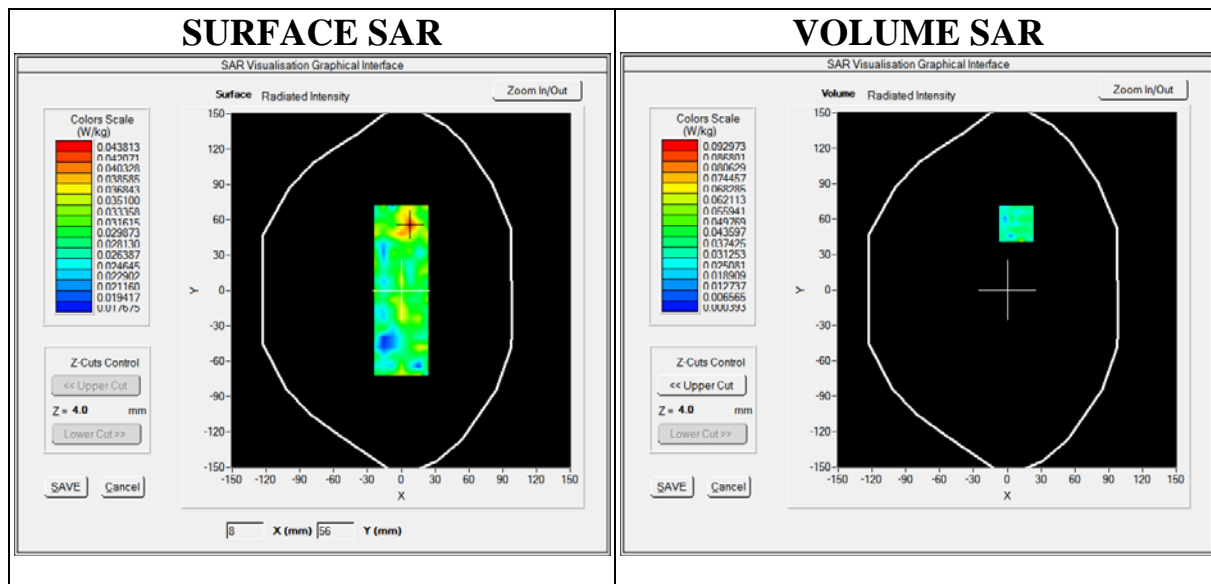 SURFACE SAR
SAR Visualisation Graphical Interface
Surface Radiated Intensity
Zoom In/Out
Colors Scale
(W/kg)
0.043813
0.042071
0.040328
0.038585
0.036843
0.035100
0.033358
0.031615
0.029873
0.028130
0.026387
0.024645
0.022902
0.021160
0.019417
0.017675
Z-Cuts Control
<< Upper Cut
Z = 4.0 mm
Lower Cut >>
SAVE Cancel
150
120
90
60
30
0
-30
-60
-90
-120
-150
Y
-150 -120 -90 -60 -30 0 30 60 90 120 150
X
8 X (mm) 56 Y (mm)
VOLUME SAR
SAR Visualisation Graphical Interface
Volume Radiated Intensity
Zoom In/Out
Colors Scale
(W/kg)
0.092973
0.086801
0.080629
0.074457
0.068285
0.062113
0.055941
0.049769
0.043597
0.037425
0.031253
0.025081
0.018909
0.012737
0.006565
0.000393
Z-Cuts Control
<< Upper Cut
Z = 4.0 mm
Lower Cut >>
SAVE Cancel
150
120
90
60
30
0
-30
-60
-90
-120
-150
Y
-150 -120 -90 -60 -30 0 30 60 90 120 150
X